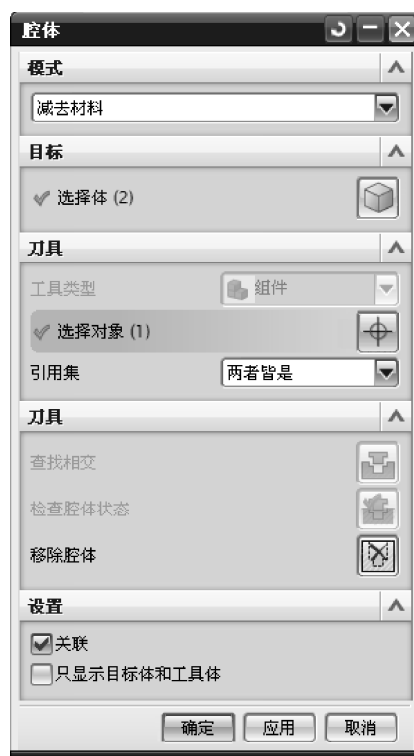 腔体
模式
减去材料
目标
选择体 (2)
刀具
工具类型 组件
选择对象 (1)
引用集 两者皆是
刀具
查找相交
检查腔体状态
移除腔体
设置
关联
只显示目标体和工具体
确定 应用 取消